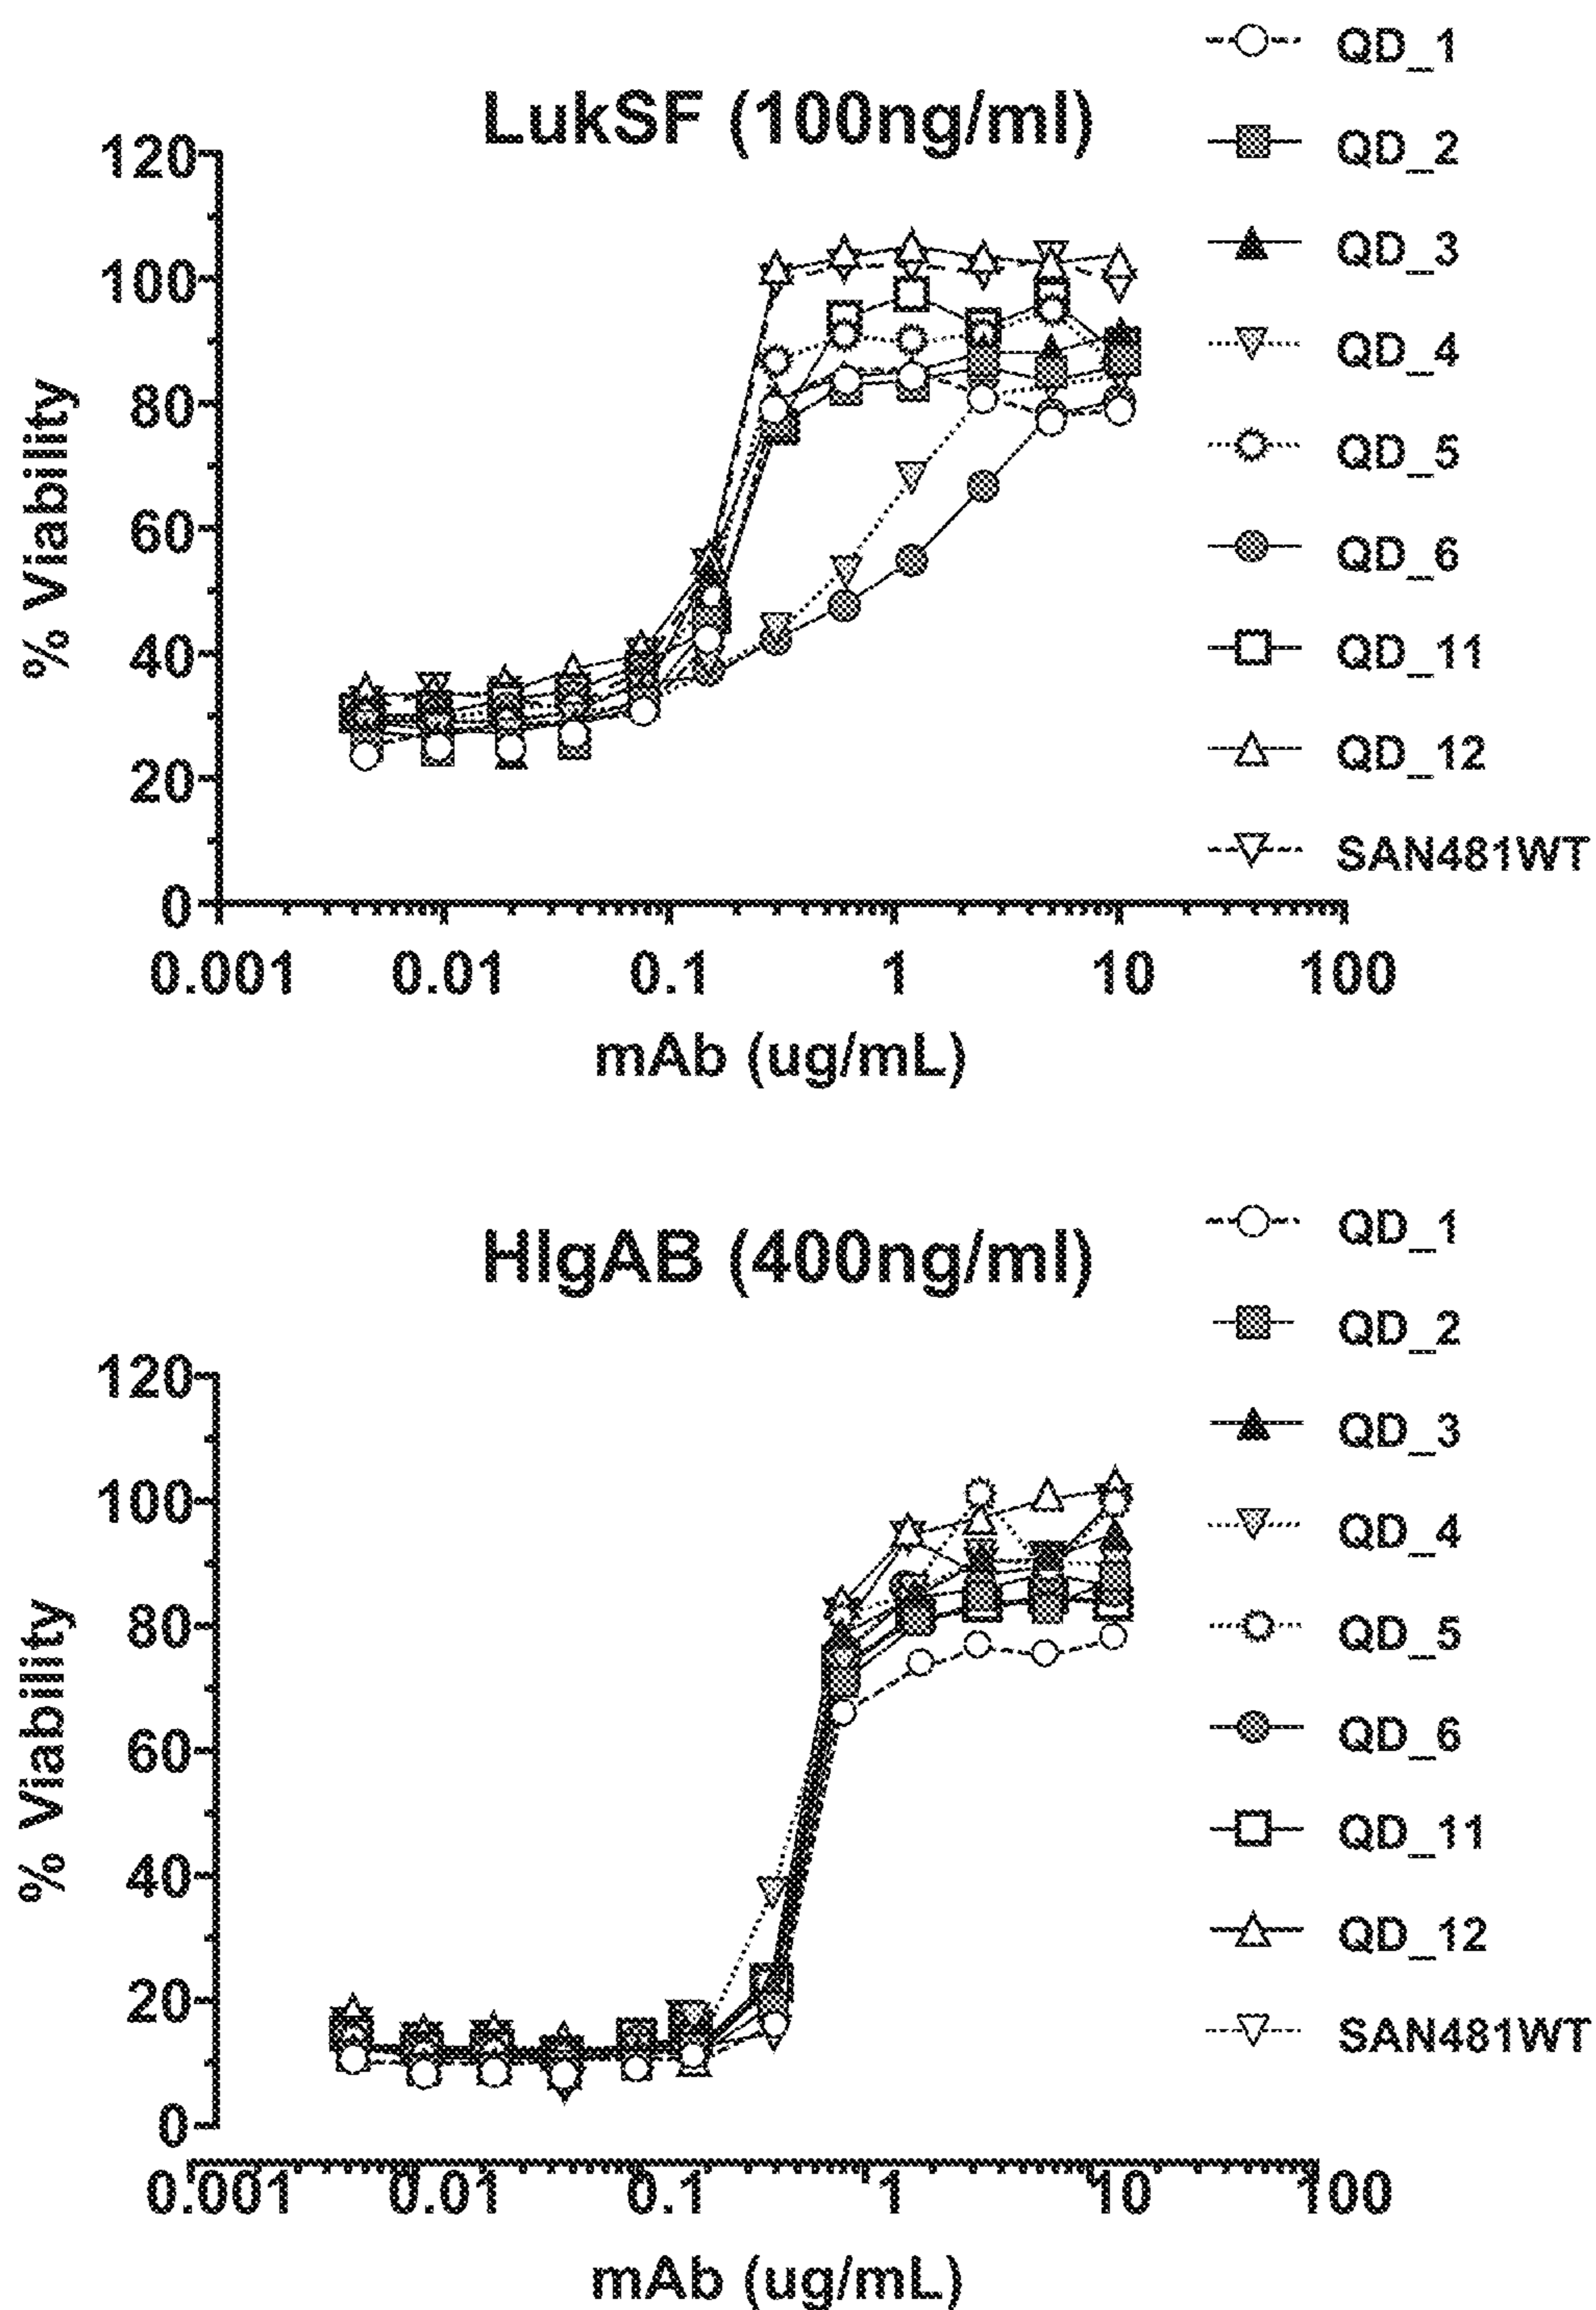 LukSF (100ng/ml)
% Viability
120
100
80
60
40
20
0
0.001 0.01 0.1 1 10 100
mAb (ug/mL)
QD_1
QD_2
QD_3
QD_4
QD_5
QD_6
QD_11
QD_12
SAN481WT
HlgAB (400ng/ml)
% Viability
120
100
80
60
40
20
0
0.001 0.01 0.1 1 10 100
mAb (ug/mL)
QD_1
QD_2
QD_3
QD_4
QD_5
QD_6
QD_11
QD_12
SAN481WT